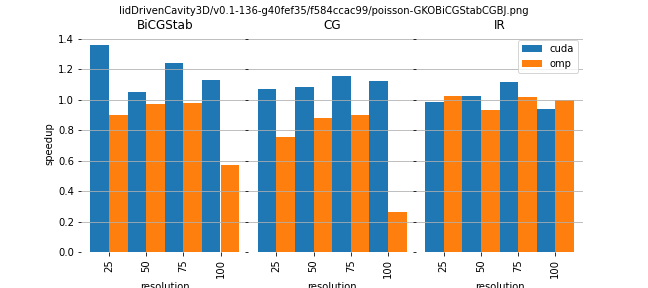 lidDrivenCavity3D/v0.1-136-g40fef35/f584ccac99/poisson-GKOBiCGStabCGBJ.png
BiCGStab CG IR
cuda
omp
1.4
1.2
1.0
0.8
0.6
0.4
0.2
0.0
speedup
25 50 75 100 25 50 75 100 25 50 75 100
resolution resolution resolution